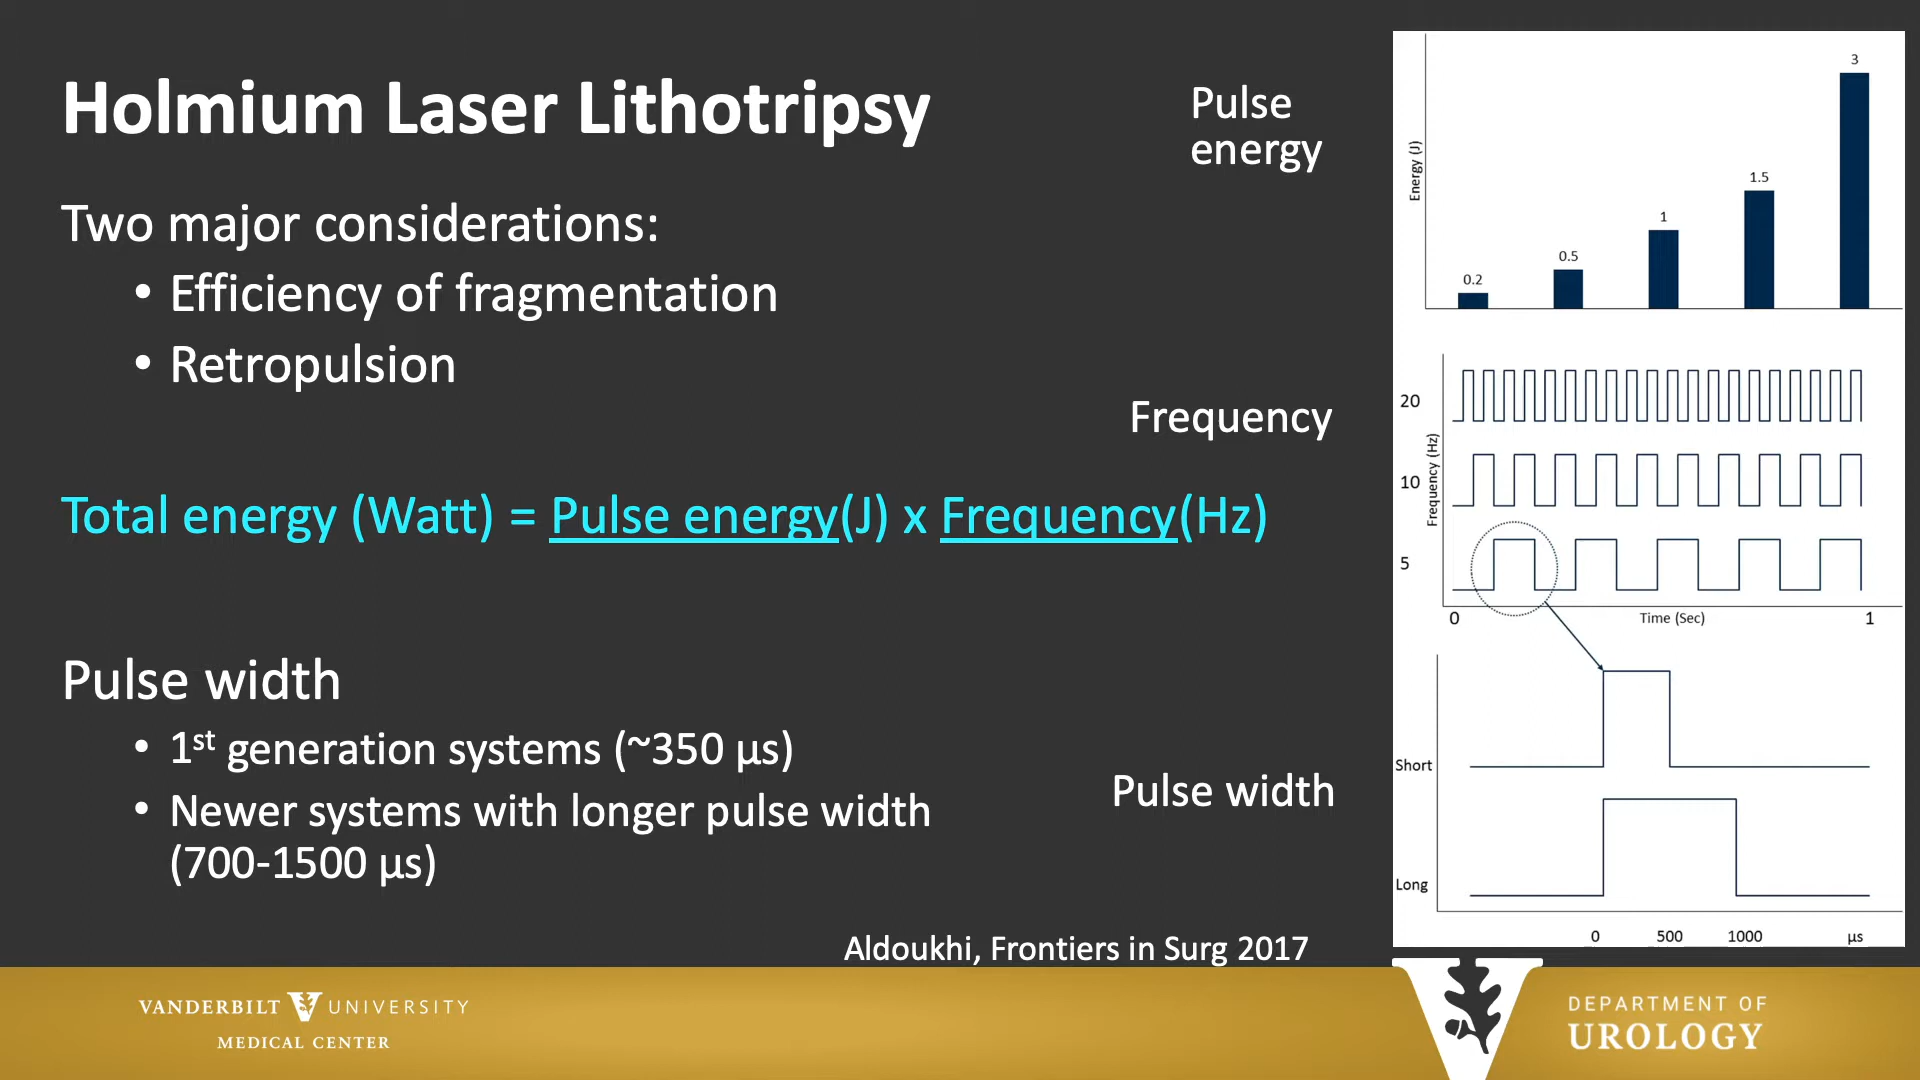 Holmium Laser Lithotripsy
Two major considerations:
• Efficiency of fragmentation
• Retropulsion
Total energy (Watt) = Pulse energy(J) x Frequency(Hz)
Pulse width
• 1st generation systems (~350 µs)
• Newer systems with longer pulse width
(700-1500 µs)
Pulse
energy
Energy (J)
0.2
0.5
1
1.5
3
Frequency
Frequency (Hz)
20
10
5
0
Time (Sec)
1
Pulse width
Short
Long
0 500 1000 µs
Aldoukhi, Frontiers in Surg 2017
VANDERBILT V UNIVERSITY
MEDICAL CENTER
V
DEPARTMENT OF
UROLOGY